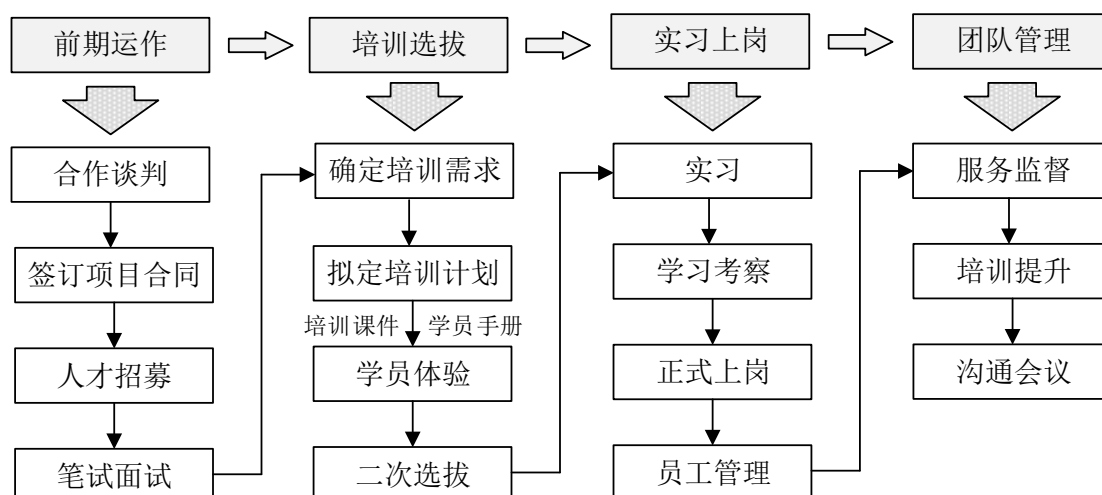 前期运作
培训选拔
实习上岗
团队管理
合作谈判
签订项目合同
人才招募
笔试面试
确定培训需求
拟定培训计划
培训课件
学员手册
学员体验
二次选拔
实习
学习考察
正式上岗
员工管理
服务监督
培训提升
沟通会议